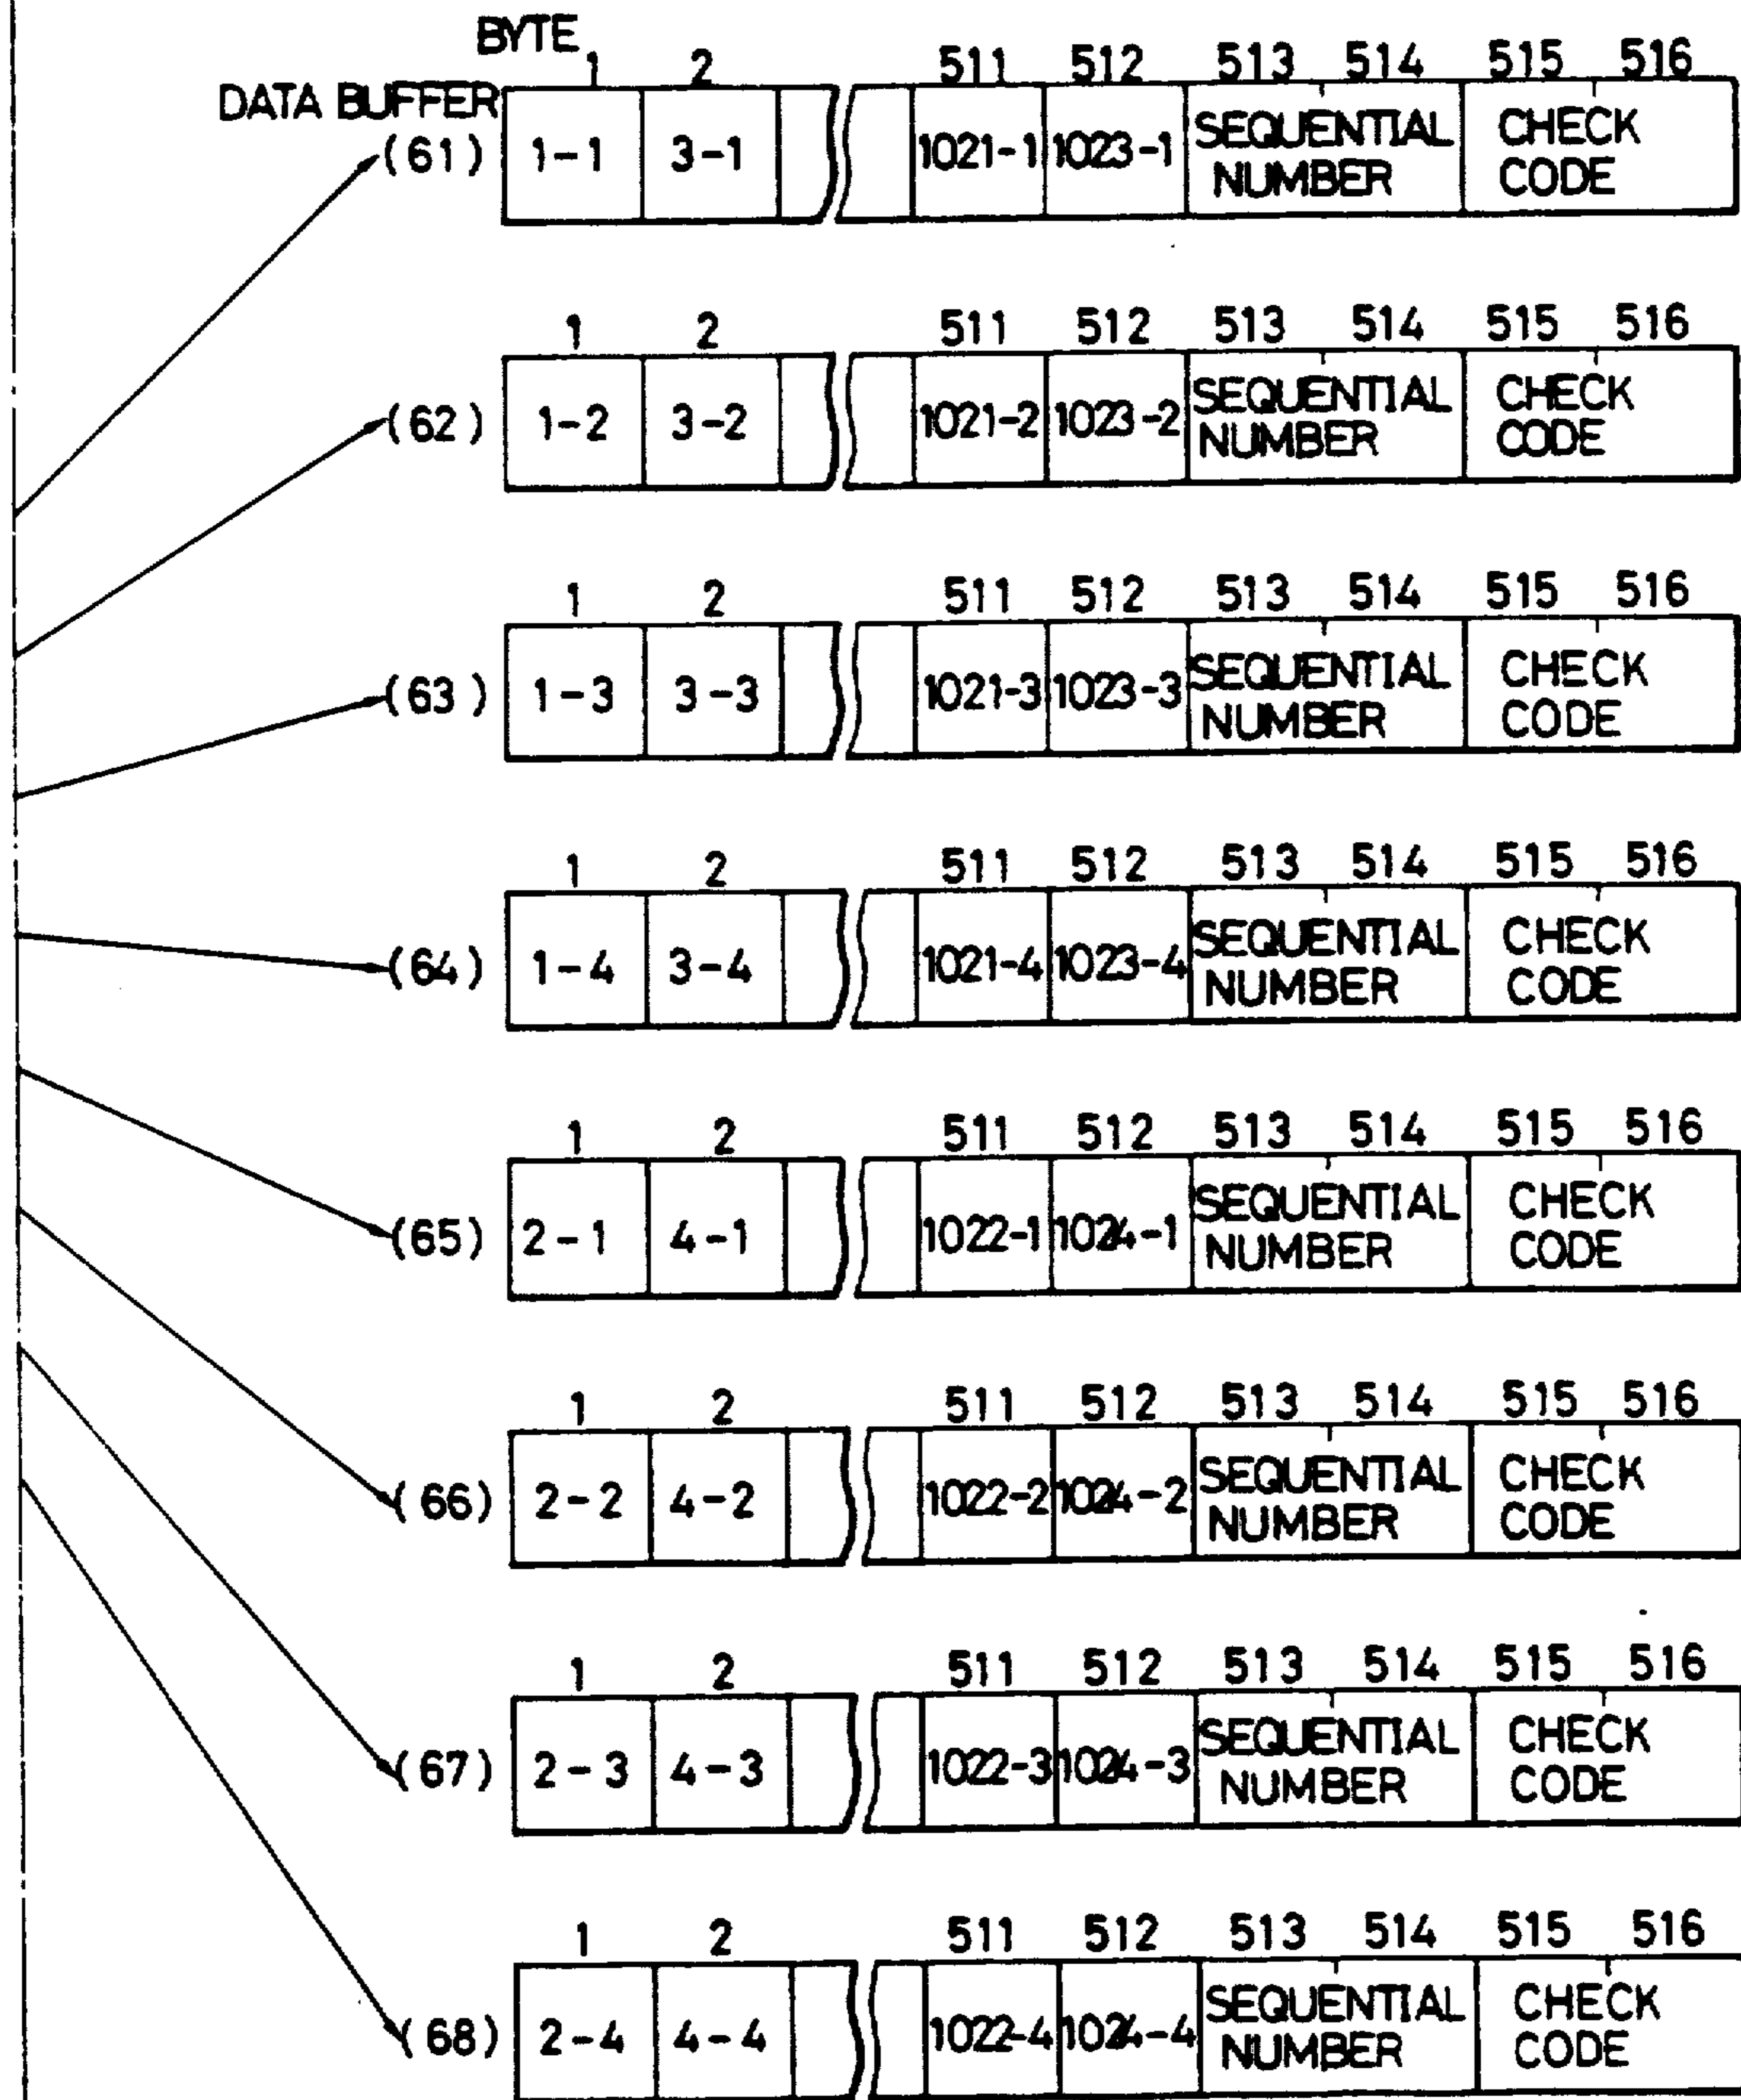 BYTE 1 2 511 512 513 514 515 516
DATA BUFFER
(61) 1-1 3-1 1021-1 1023-1 SEQUENTIAL NUMBER CHECK CODE
1 2 511 512 513 514 515 516
(62) 1-2 3-2 1021-2 1023-2 SEQUENTIAL NUMBER CHECK CODE
1 2 511 512 513 514 515 516
(63) 1-3 3-3 1021-3 1023-3 SEQUENTIAL NUMBER CHECK CODE
1 2 511 512 513 514 515 516
(64) 1-4 3-4 1021-4 1023-4 SEQUENTIAL NUMBER CHECK CODE
1 2 511 512 513 514 515 516
(65) 2-1 4-1 1022-1 1024-1 SEQUENTIAL NUMBER CHECK CODE
1 2 511 512 513 514 515 516
(66) 2-2 4-2 1022-2 1024-2 SEQUENTIAL NUMBER CHECK CODE
1 2 511 512 513 514 515 516
(67) 2-3 4-3 1022-3 1024-3 SEQUENTIAL NUMBER CHECK CODE
1 2 511 512 513 514 515 516
(68) 2-4 4-4 1022-4 1024-4 SEQUENTIAL NUMBER CHECK CODE